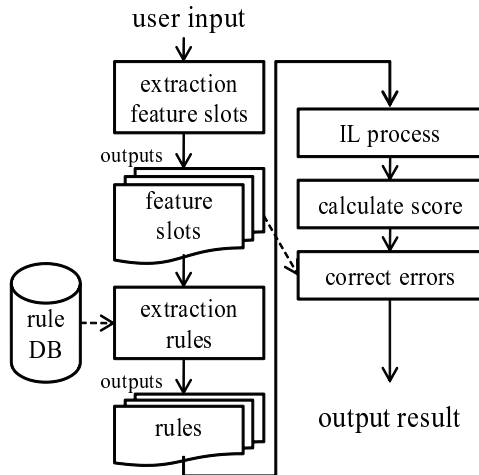 user input
extraction
feature slots
outputs
feature
slots
rule
DB
extraction
rules
outputs
rules
IL process
calculate score
correct errors
output result